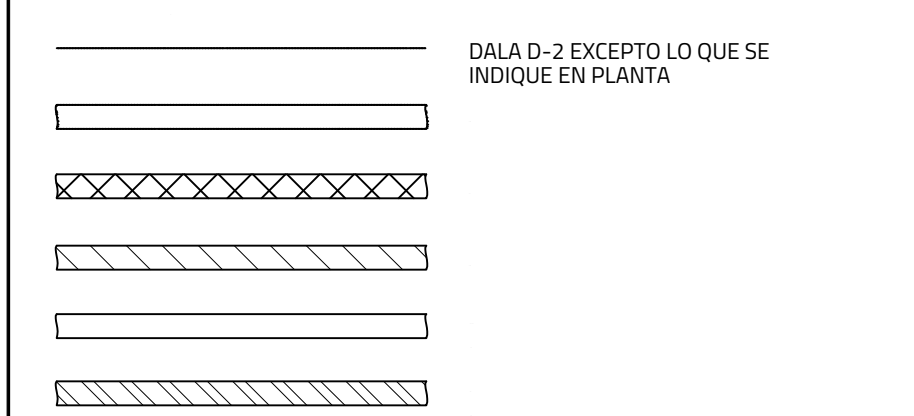 DALA D-2 EXCEPTO LO QUE SE
INDIQUE EN PLANTA